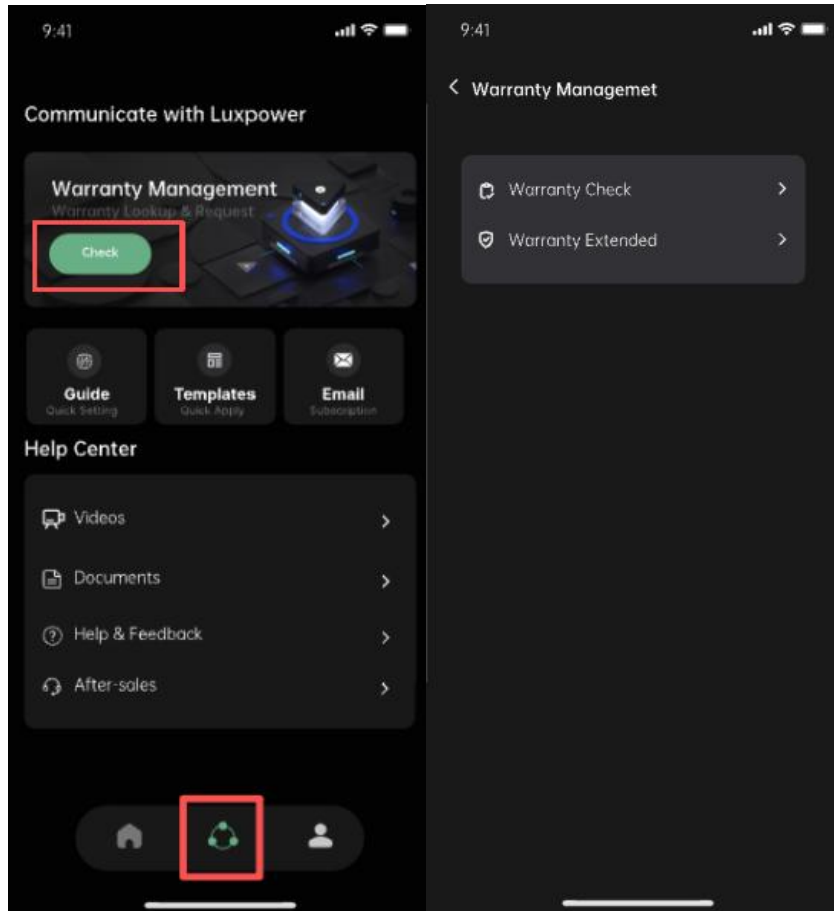 9:41
Communicate with Luxpower
Warranty Management
Warranty Lookup & Request
Check
Guide
Quick Setting
Templates
Quick Apply
Email
Subscription
Help Center
Videos
Documents
Help & Feedback
After-sales
9:41
Warranty Managemet
Warranty Check
Warranty Extended